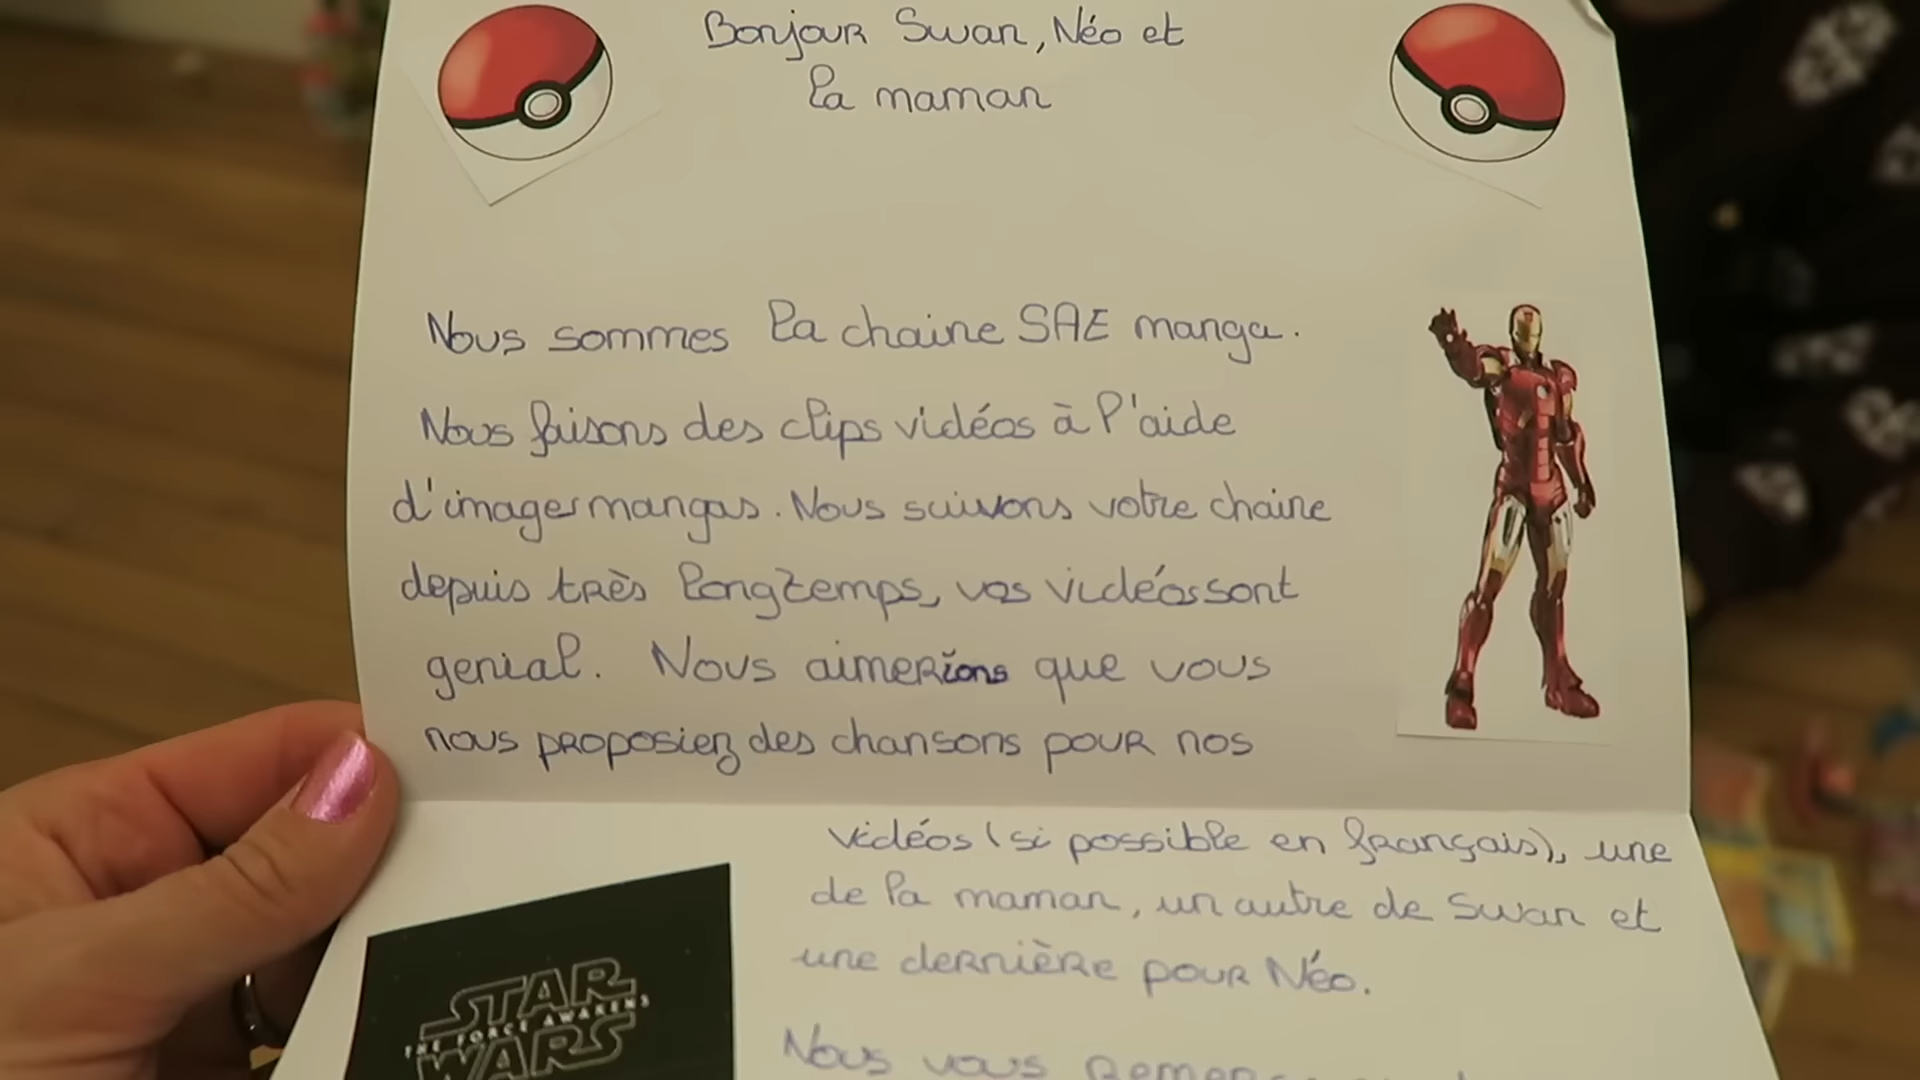 Bonjour Swan, Néo et
la maman
Nous sommes la chaine SAE manga.
Nous faisons des clips vidéos à l'aide
d'images mangas. Nous suivons votre chaine
depuis très longtemps, vos vidéos sont
genial. Nous aimerions que vous
nous proposiez des chansons pour nos
vidéos (si possible en français), une
de la maman, un autre de Swan et
une dernière pour Néo.
Nous vous
STAR
THE FORCE AWAKENS
WARS